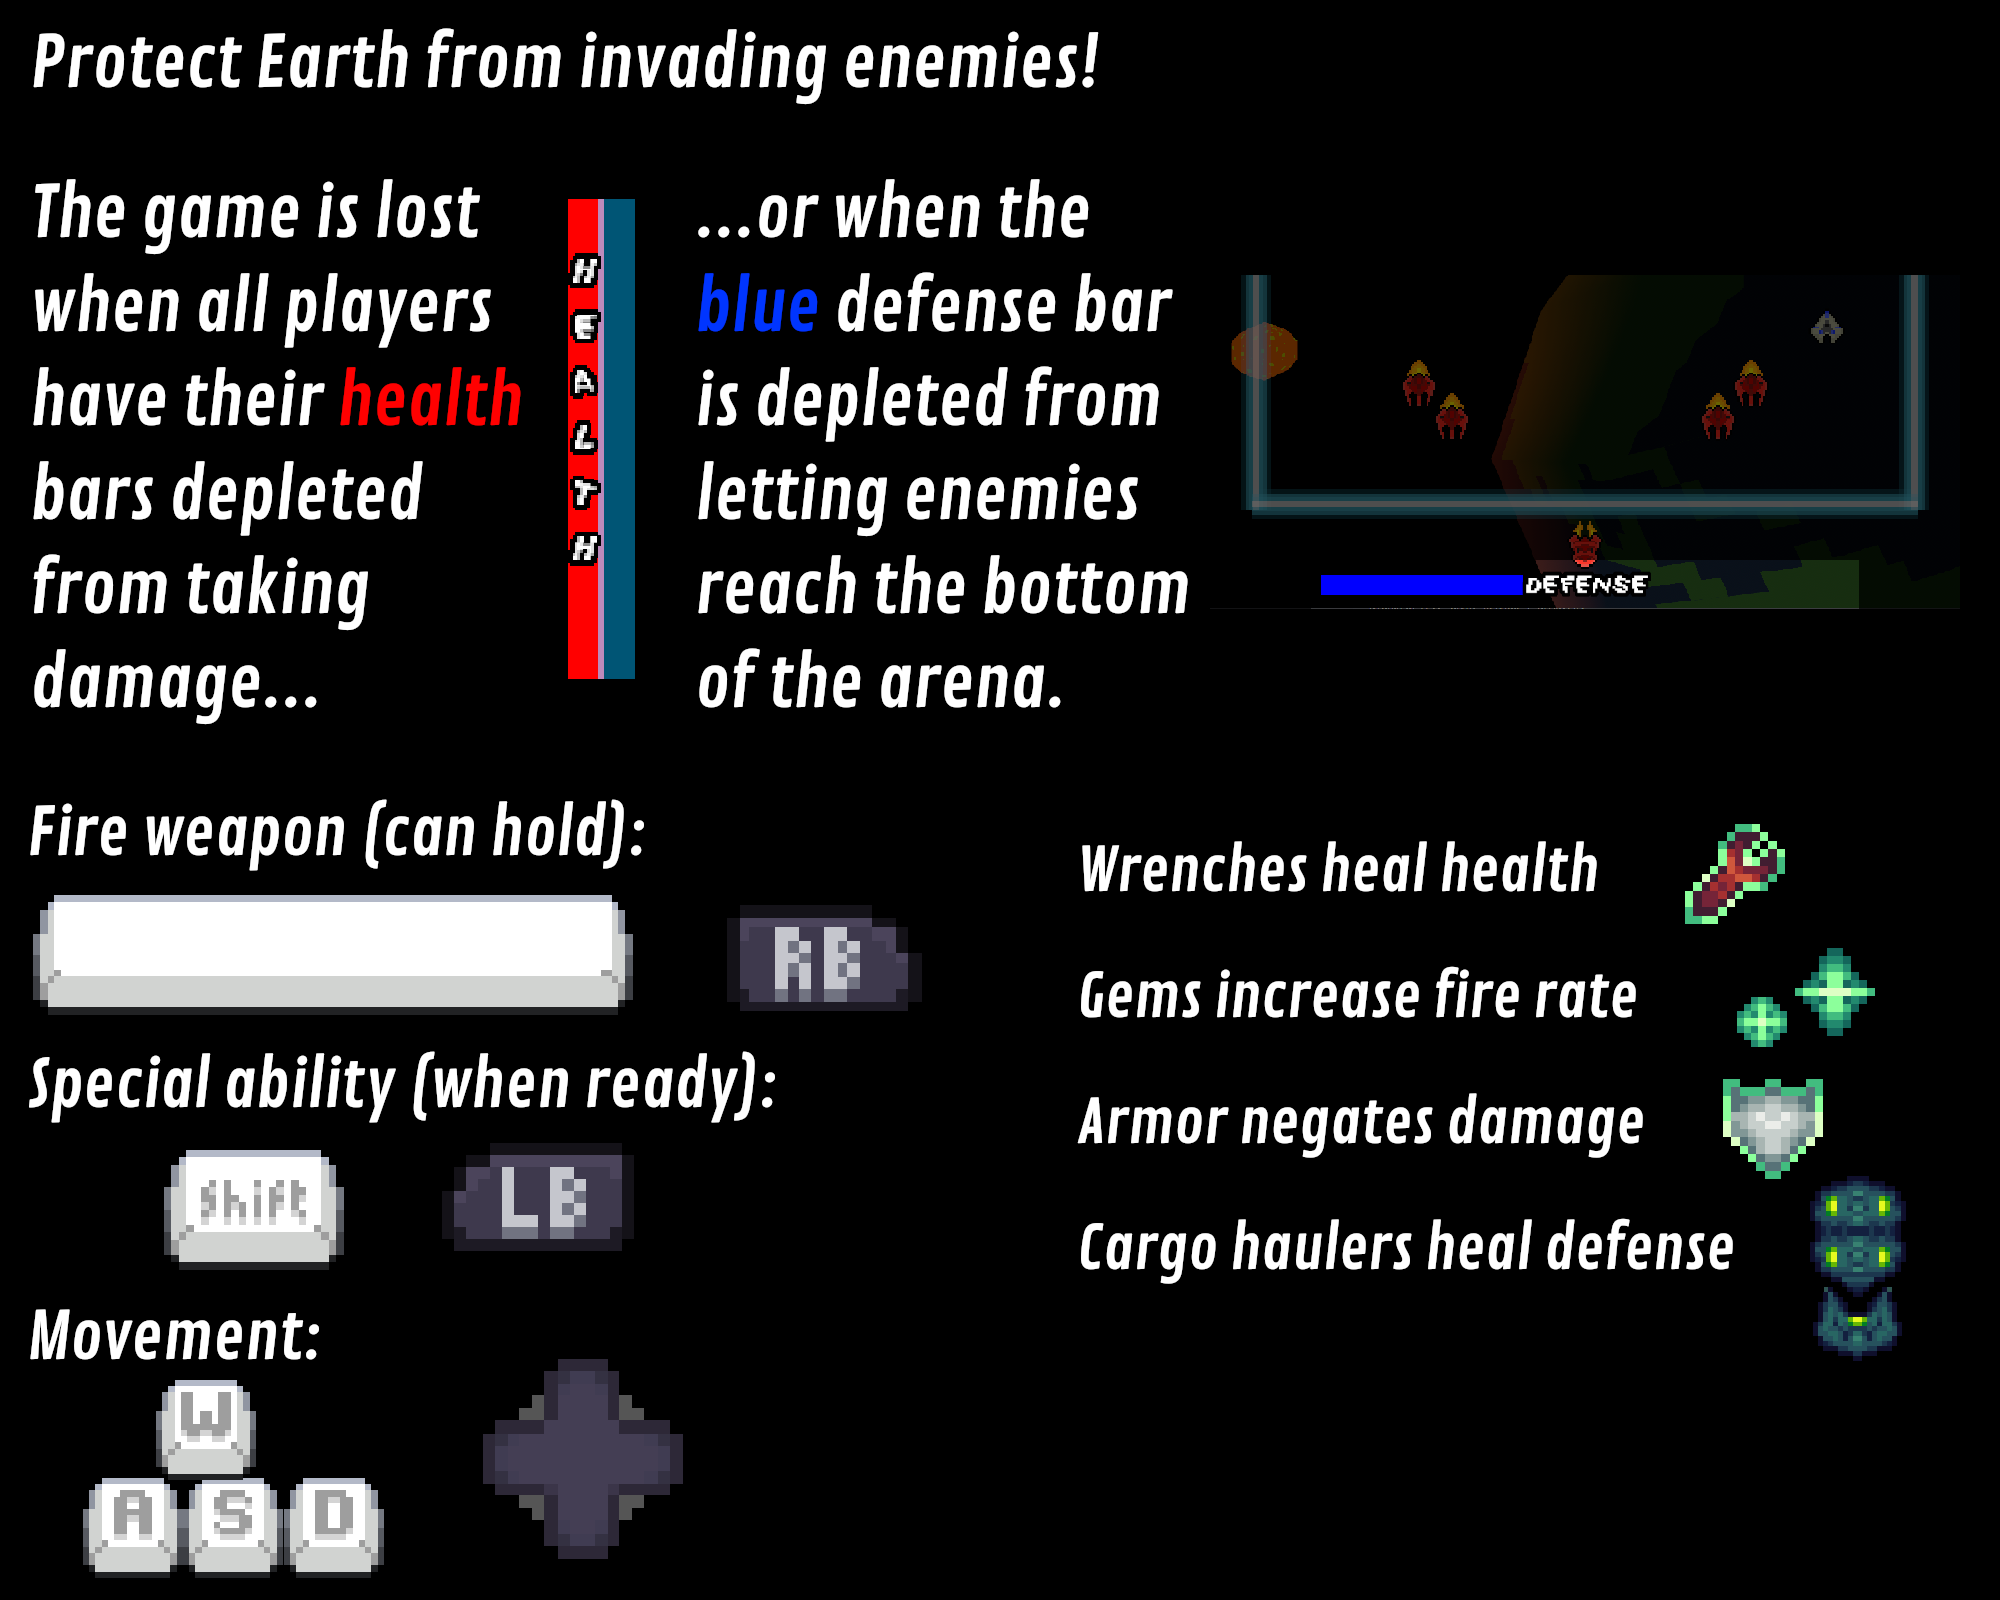 Protect Earth from invading enemies!
The game is lost
when all players
have their health
bars depleted
from taking
damage...
HEALTH
...or when the
blue defense bar
is depleted from
letting enemies
reach the bottom
of the arena.
DEFENSE
Fire weapon (can hold):
RB
Special ability (when ready):
Shift
LB
Movement:
W
A S D
Wrenches heal health
Gems increase fire rate
Armor negates damage
Cargo haulers heal defense